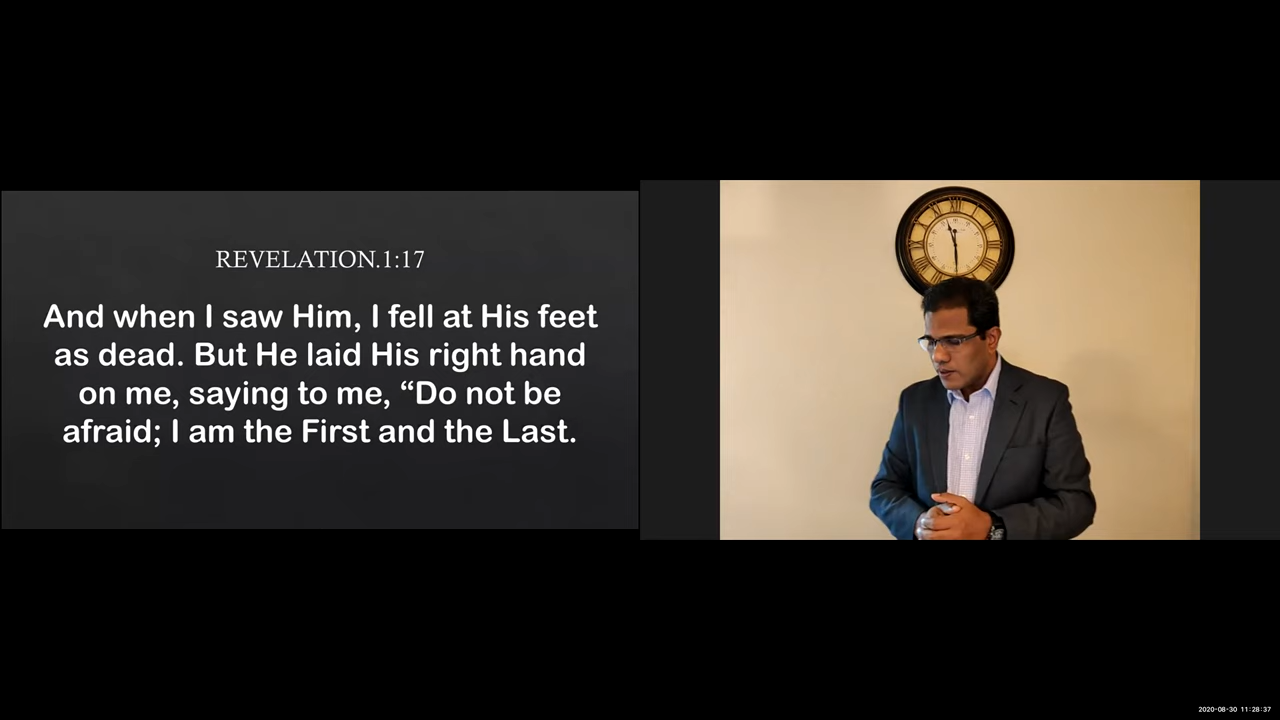 REVELATION.1:17
And when I saw Him, I fell at His feet
as dead. But He laid His right hand
on me, saying to me, “Do not be
afraid; I am the First and the Last.
2020-08-30 11:28:37